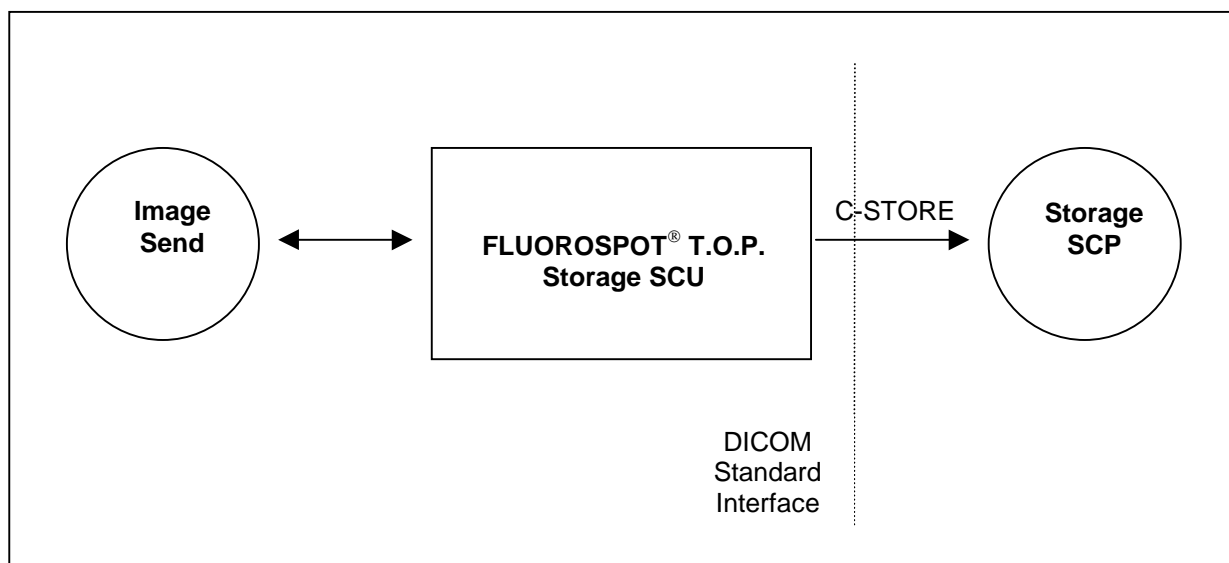 Image
Send
FLUOROSPOT® T.O.P.
Storage SCU
C-STORE
Storage
SCP
DICOM
Standard
Interface